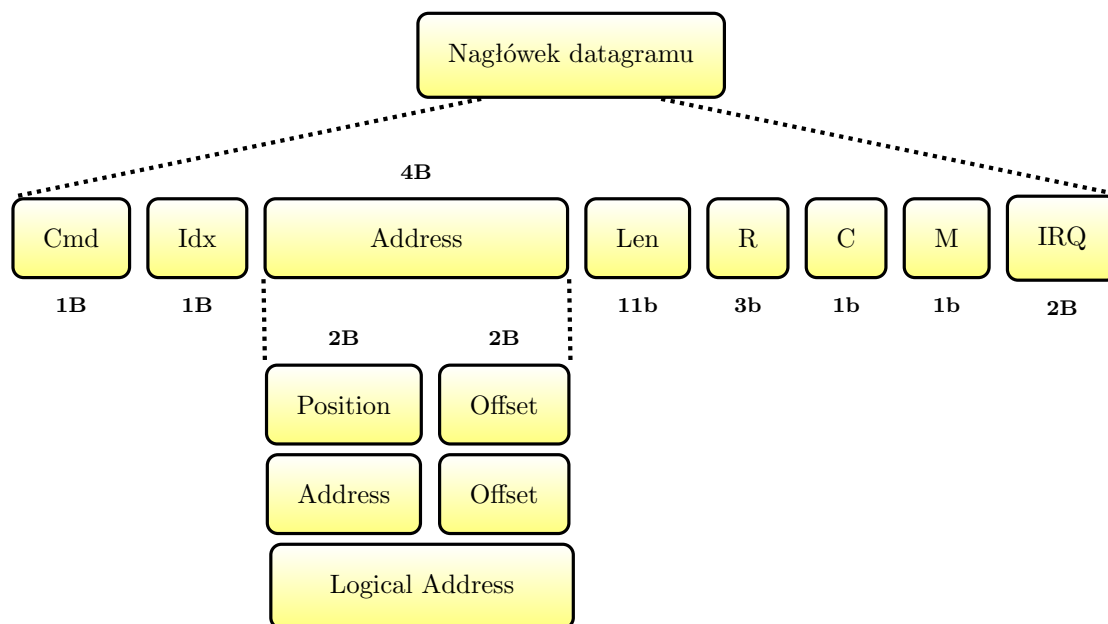 Nagłówek datagramu
4B
Cmd Idx Address Len R C M IRQ
1B 1B 11b 3b 1b 1b 2B
2B 2B
Position Offset
Address Offset
Logical Address